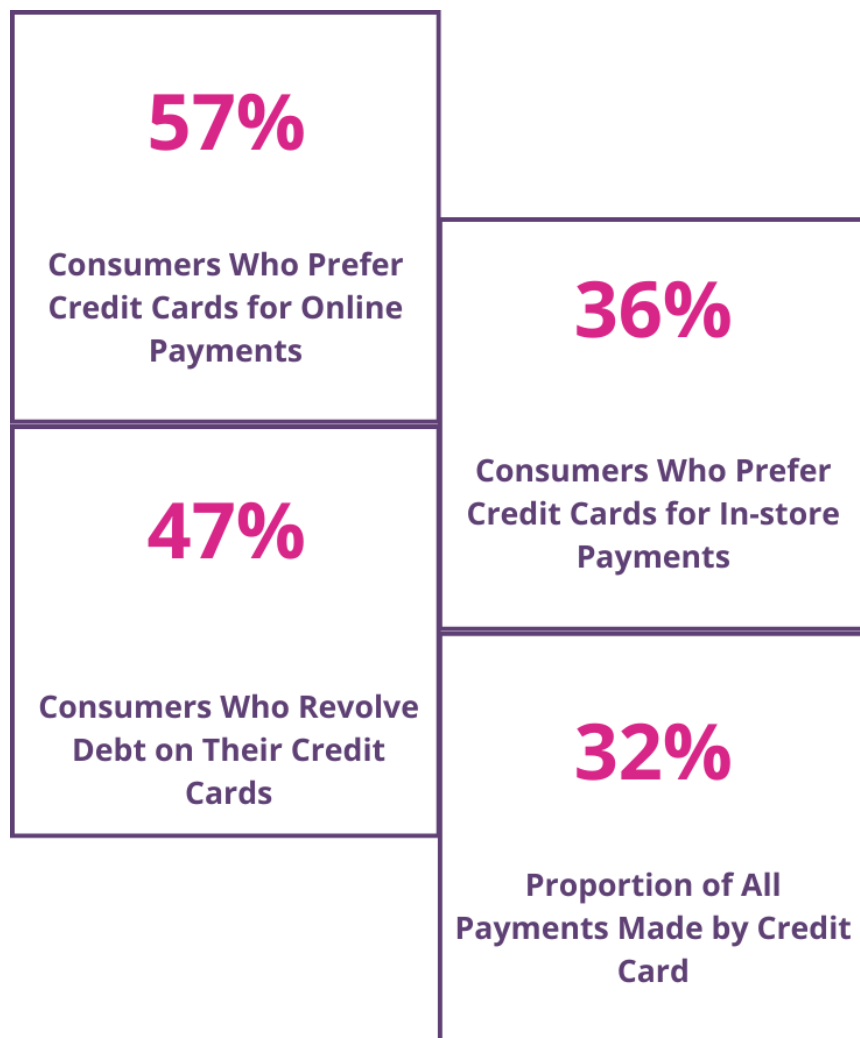 57%
Consumers Who Prefer
Credit Cards for Online
Payments
36%
Consumers Who Prefer
Credit Cards for In-store
Payments
47%
Consumers Who Revolve
Debt on Their Credit
Cards
32%
Proportion of All
Payments Made by Credit
Card